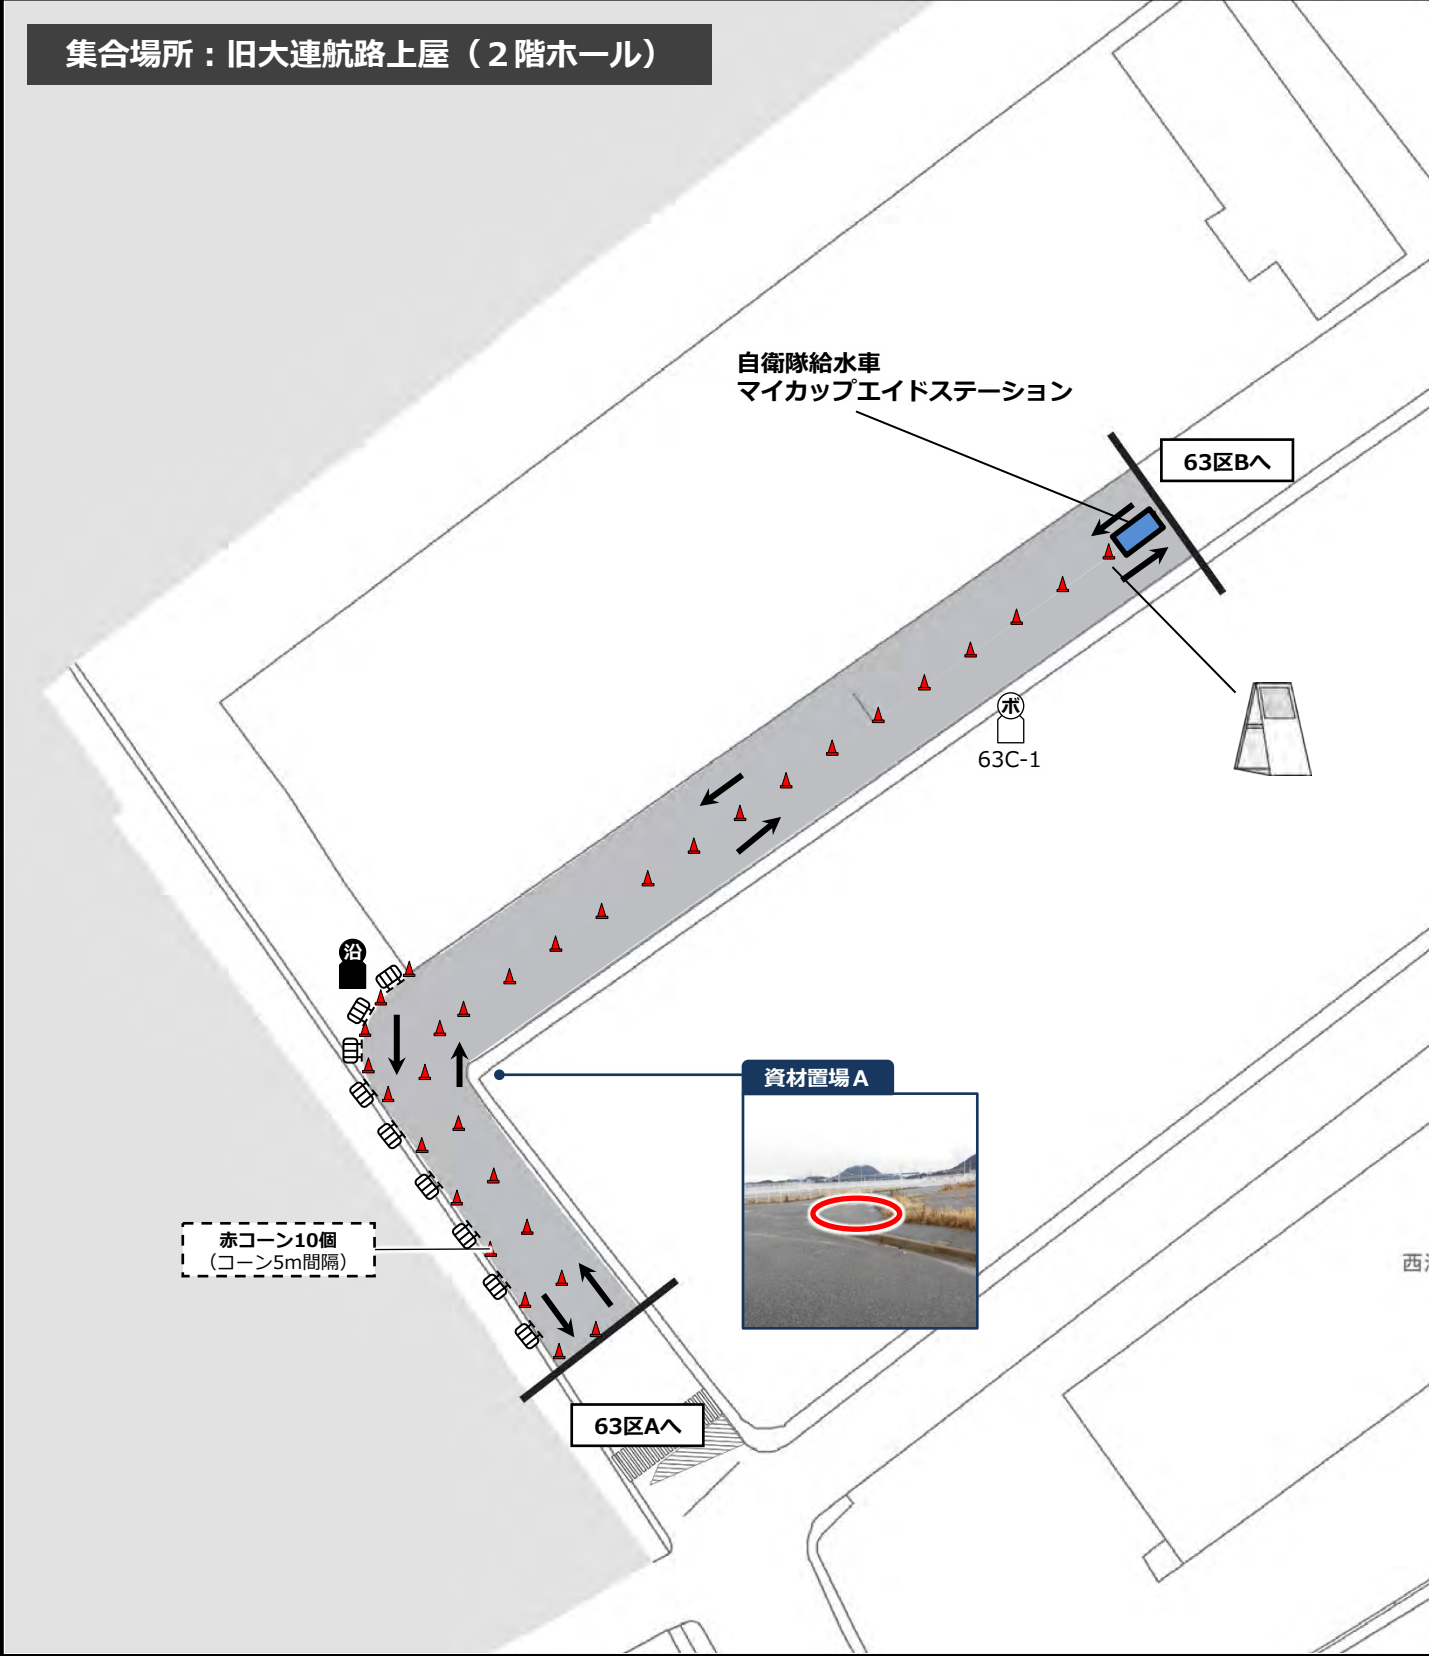 集合場所：旧大連航路上屋（２階ホール）
自衛隊給水車
マイカップエイドステーション
63区Bへ
ボ
63C-1
沿
資材置場A
赤コーン10個
（コーン5m間隔）
63区Aへ
西